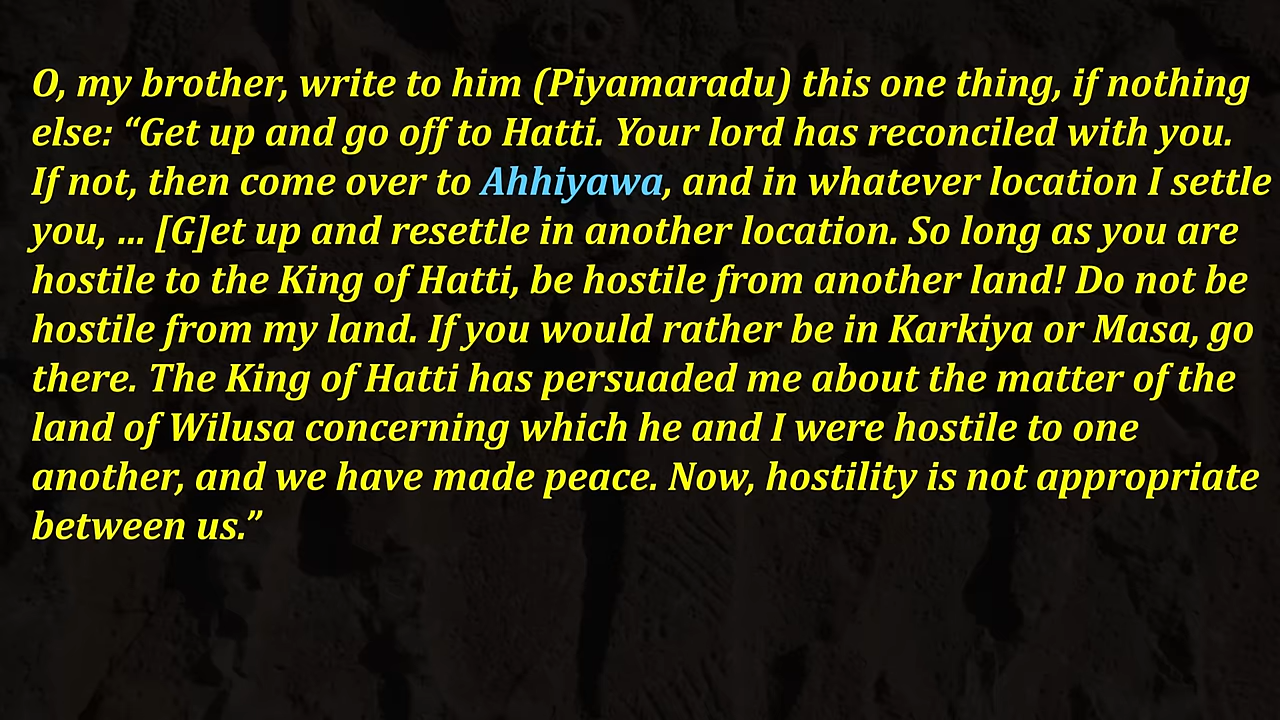 O, my brother, write to him (Piyamaradu) this one thing, if nothing
else: “Get up and go off to Hatti. Your lord has reconciled with you.
If not, then come over to Ahhiyawa, and in whatever location I settle
you, ... [G]et up and resettle in another location. So long as you are
hostile to the King of Hatti, be hostile from another land! Do not be
hostile from my land. If you would rather be in Karkiya or Masa, go
there. The King of Hatti has persuaded me about the matter of the
land of Wilusa concerning which he and I were hostile to one
another, and we have made peace. Now, hostility is not appropriate
between us.”